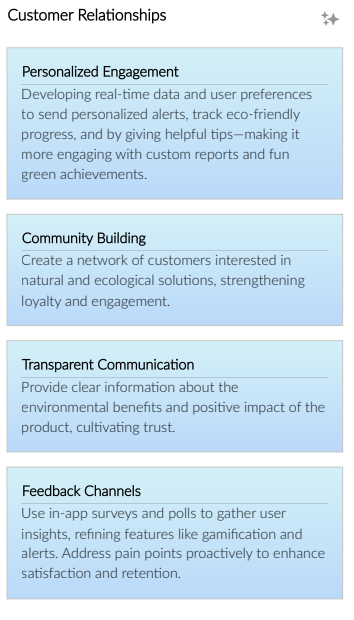 Customer Relationships
Personalized Engagement
Developing real-time data and user preferences
to send personalized alerts, track eco-friendly
progress, and by giving helpful tips—making it
more engaging with custom reports and fun
green achievements.
Community Building
Create a network of customers interested in
natural and ecological solutions, strengthening
loyalty and engagement.
Transparent Communication
Provide clear information about the
environmental benefits and positive impact of the
product, cultivating trust.
Feedback Channels
Use in-app surveys and polls to gather user
insights, refining features like gamification and
alerts. Address pain points proactively to enhance
satisfaction and retention.